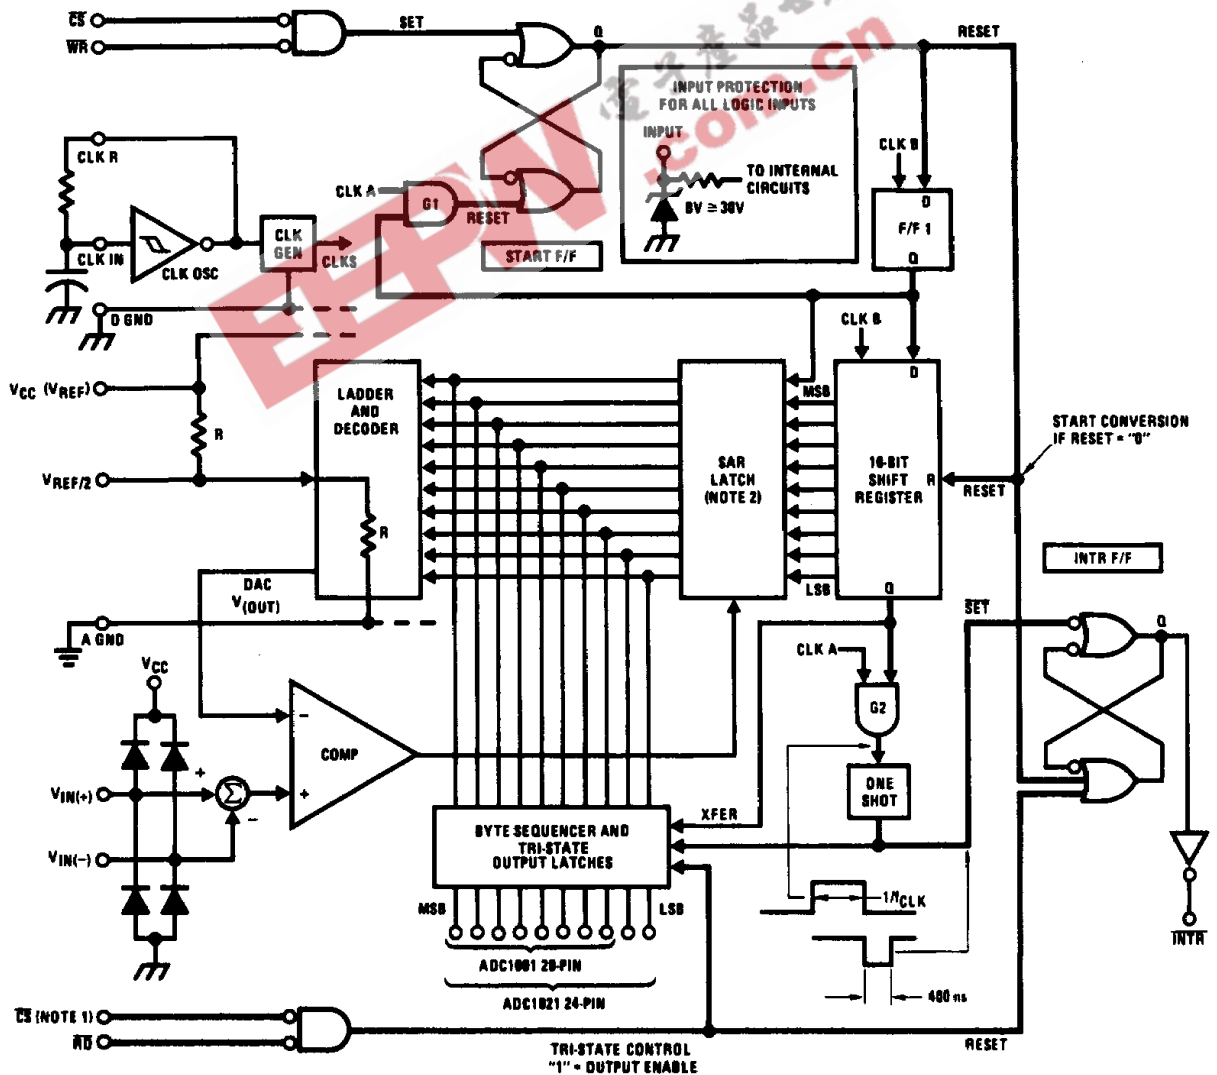 CS
WR
SET
Q
RESET
INPUT PROTECTION
FOR ALL LOGIC INPUTS
INPUT
TO INTERNAL
CIRCUITS
BV ≅ 30V
CLK R
CLK IN
CLK OSC
CLK
GEN
CLKS
D GND
CLK A
G1
RESET
START F/F
CLK B
D
F/F 1
Q
EEPW
.com.cn
VCC (VREF)
R
VREF/2
LADDER
AND
DECODER
R
DAC
V(OUT)
A GND
SAR
LATCH
(NOTE 2)
MSB
LSB
CLK B
D
16-BIT
SHIFT
REGISTER
R
Q
RESET
START CONVERSION
IF RESET = "0"
INTR F/F
SET
Q
INTR
CLK A
G2
ONE
SHOT
VCC
VIN(+)
VIN(−)
+
Σ
−
−
+
COMP
XFER
BYTE SEQUENCER AND
TRI-STATE
OUTPUT LATCHES
MSB
LSB
ADC1001 20-PIN
ADC1021 24-PIN
1/fCLK
400 ns
CS (NOTE 1)
RD
TRI-STATE CONTROL
"1" = OUTPUT ENABLE
RESET